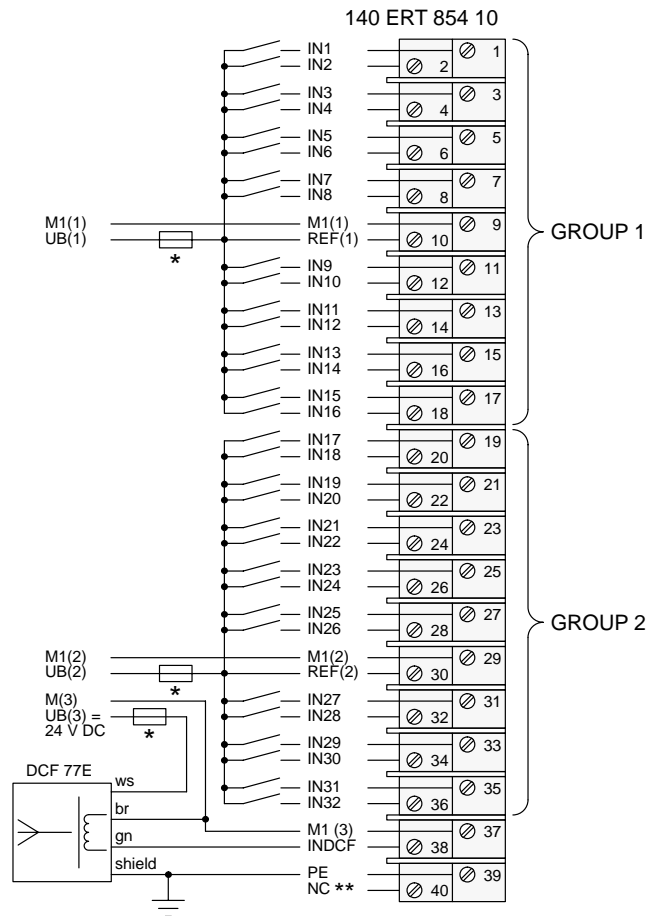 140 ERT 854 10
IN1 1
IN2 2
IN3 3
IN4 4
IN5 5
IN6 6
IN7 7
IN8 8
M1(1) M1(1) 9
UB(1) REF(1) 10 GROUP 1
*
IN9 11
IN10 12
IN11 13
IN12 14
IN13 15
IN14 16
IN15 17
IN16 18
IN17 19
IN18 20
IN19 21
IN20 22
IN21 23
IN22 24
IN23 25
IN24 26
IN25 27
IN26 28 GROUP 2
M1(2) M1(2) 29
UB(2) REF(2) 30
*
M(3) IN27 31
UB(3) = IN28 32
24 V DC *
IN29 33
IN30 34
DCF 77E
ws IN31 35
IN32 36
br
M1 (3) 37
gn INDCF 38
shield PE 39
NC ** 40